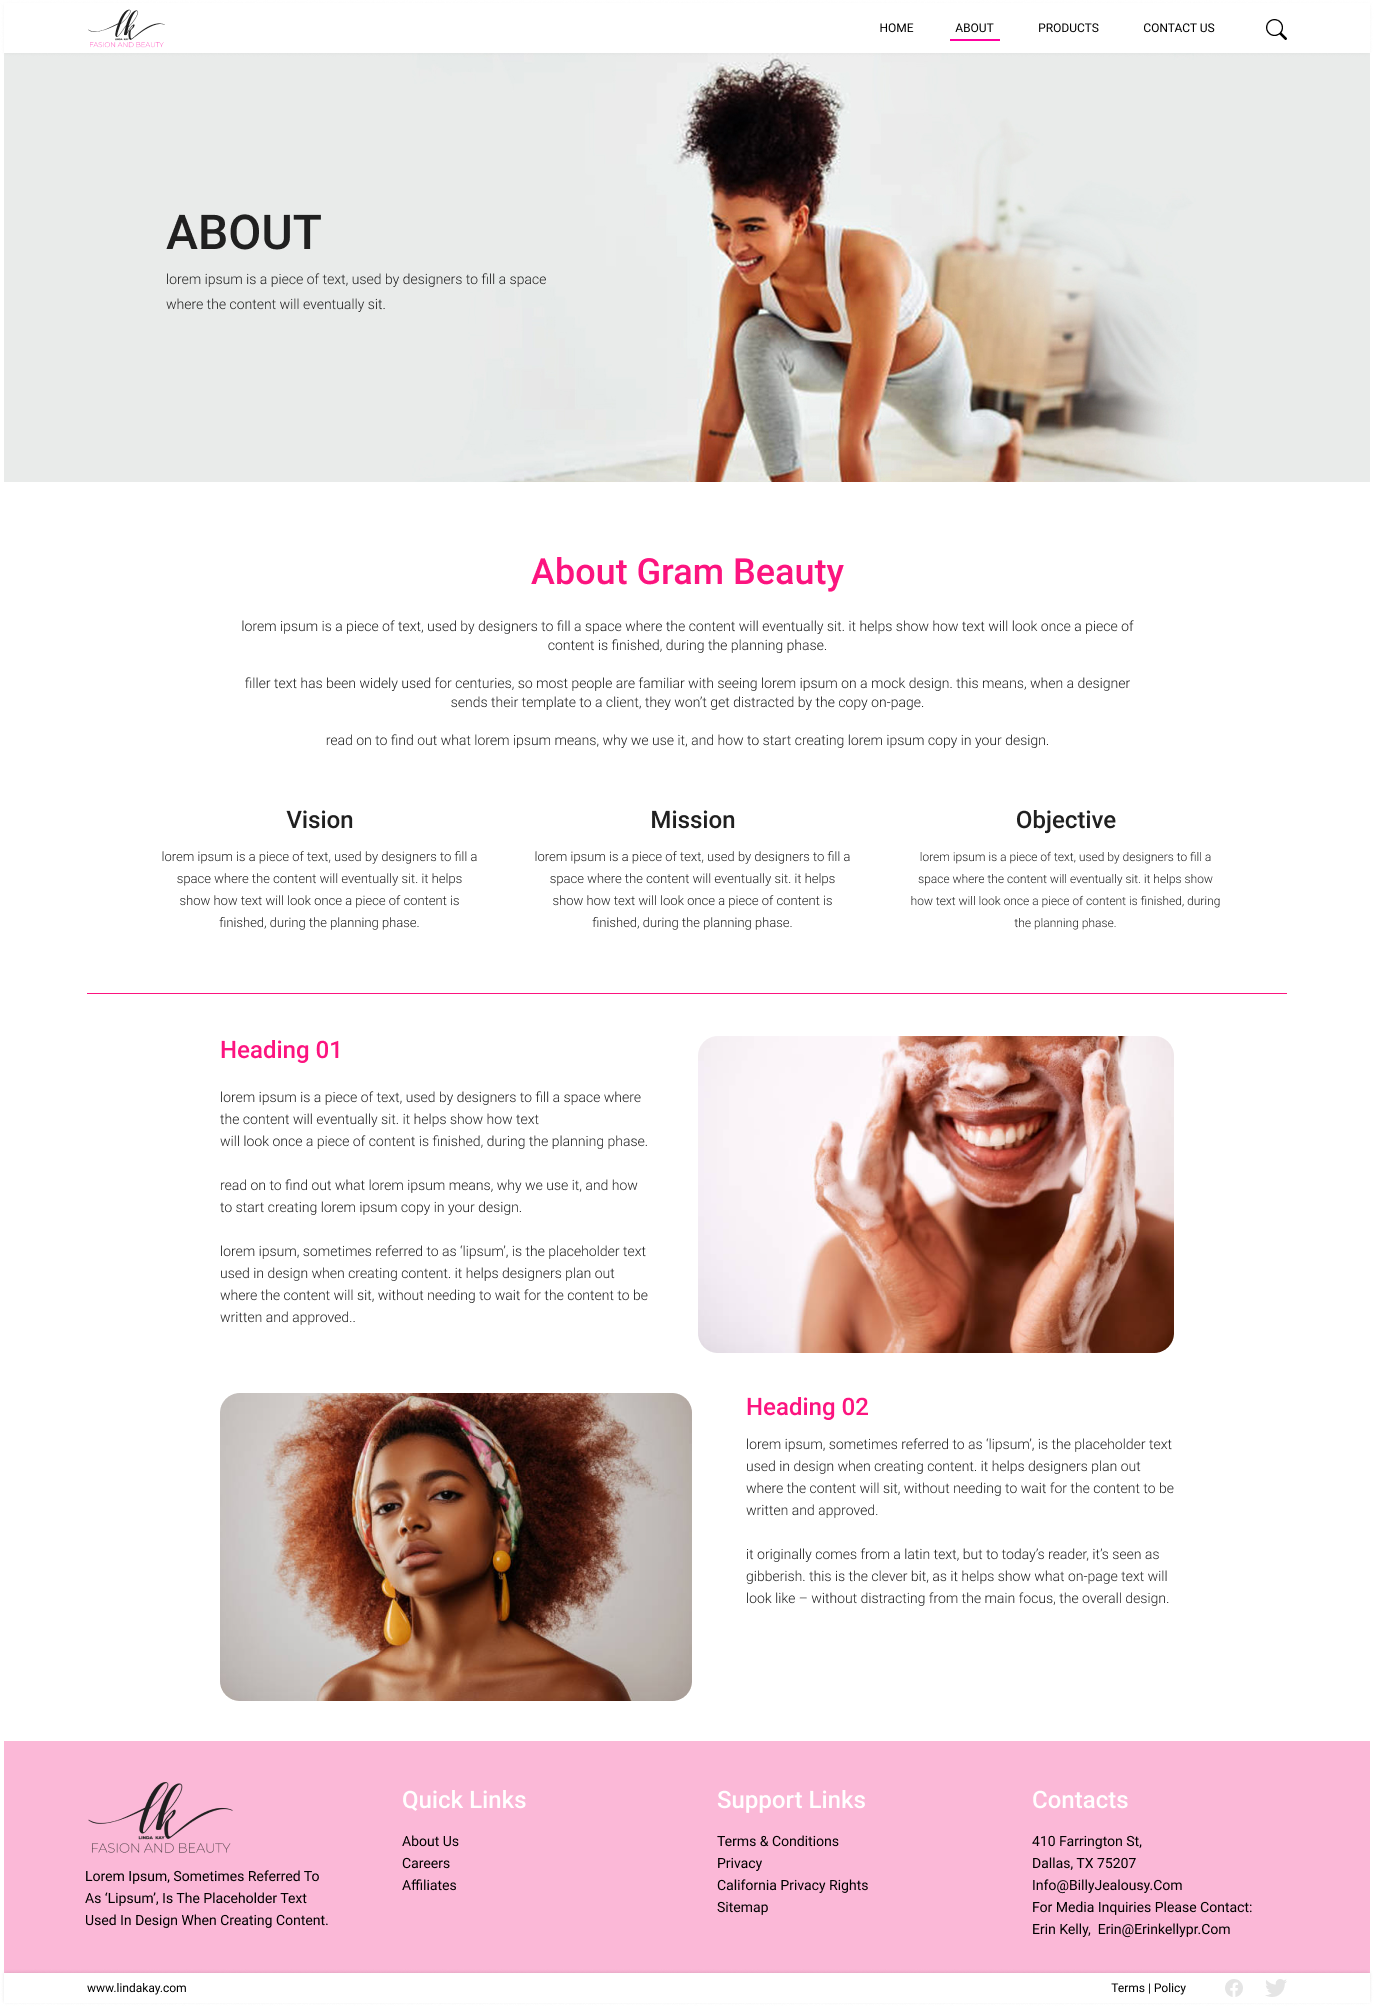 lk
LINDA KAY
FASION AND BEAUTY
HOME
ABOUT
PRODUCTS
CONTACT US
ABOUT
lorem ipsum is a piece of text, used by designers to fill a space
where the content will eventually sit.
About Gram Beauty
lorem ipsum is a piece of text, used by designers to fill a space where the content will eventually sit. it helps show how text will look once a piece of
content is finished, during the planning phase.
filler text has been widely used for centuries, so most people are familiar with seeing lorem ipsum on a mock design. this means, when a designer
sends their template to a client, they won’t get distracted by the copy on-page.
read on to find out what lorem ipsum means, why we use it, and how to start creating lorem ipsum copy in your design.
Vision
lorem ipsum is a piece of text, used by designers to fill a
space where the content will eventually sit. it helps
show how text will look once a piece of content is
finished, during the planning phase.
Mission
lorem ipsum is a piece of text, used by designers to fill a
space where the content will eventually sit. it helps
show how text will look once a piece of content is
finished, during the planning phase.
Objective
lorem ipsum is a piece of text, used by designers to fill a
space where the content will eventually sit. it helps show
how text will look once a piece of content is finished, during
the planning phase.
Heading 01
lorem ipsum is a piece of text, used by designers to fill a space where
the content will eventually sit. it helps show how text
will look once a piece of content is finished, during the planning phase.
read on to find out what lorem ipsum means, why we use it, and how
to start creating lorem ipsum copy in your design.
lorem ipsum, sometimes referred to as ‘lipsum’, is the placeholder text
used in design when creating content. it helps designers plan out
where the content will sit, without needing to wait for the content to be
written and approved..
Heading 02
lorem ipsum, sometimes referred to as ‘lipsum’, is the placeholder text
used in design when creating content. it helps designers plan out
where the content will sit, without needing to wait for the content to be
written and approved.
it originally comes from a latin text, but to today’s reader, it’s seen as
gibberish. this is the clever bit, as it helps show what on-page text will
look like – without distracting from the main focus, the overall design.
lk
LINDA KAY
FASION AND BEAUTY
Lorem Ipsum, Sometimes Referred To
As ‘Lipsum’, Is The Placeholder Text
Used In Design When Creating Content.
Quick Links
About Us
Careers
Affiliates
Support Links
Terms & Conditions
Privacy
California Privacy Rights
Sitemap
Contacts
410 Farrington St,
Dallas, TX 75207
Info@BillyJealousy.Com
For Media Inquiries Please Contact:
Erin Kelly,  Erin@Erinkellypr.Com
www.lindakay.com
Terms | Policy